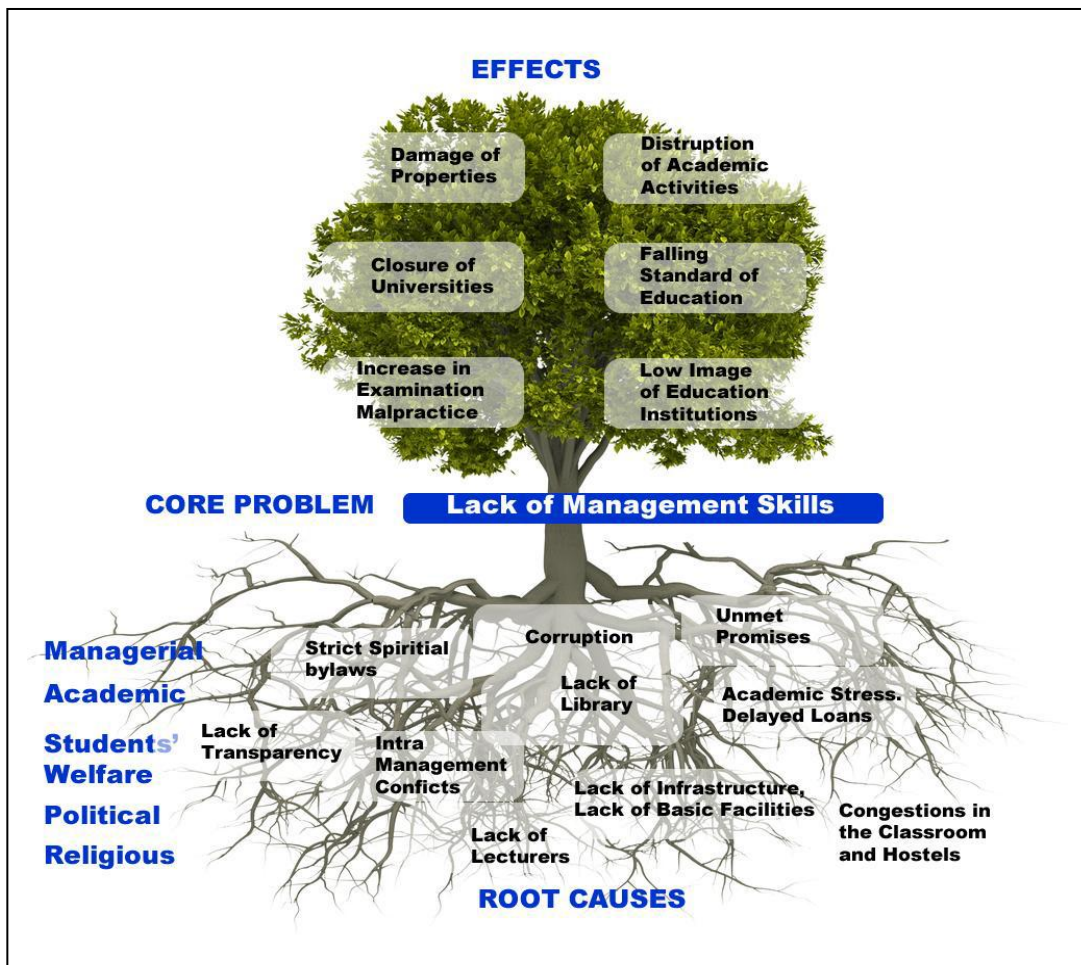 EFFECTS
Damage of
Properties
Distruption
of Academic
Activities
Closure of
Universities
Falling
Standard of
Education
Increase in
Examination
Malpractice
Low Image
of Education
Institutions
CORE PROBLEM
Lack of Management Skills
Managerial
Academic
Students'
Welfare
Political
Religious
Strict Spiritial
bylaws
Corruption
Unmet
Promises
Lack of
Library
Academic Stress.
Delayed Loans
Lack of
Transparency
Intra
Management
Conficts
Lack of Infrastructure,
Lack of Basic Facilities
Lack of
Lecturers
Congestions in
the Classroom
and Hostels
ROOT CAUSES